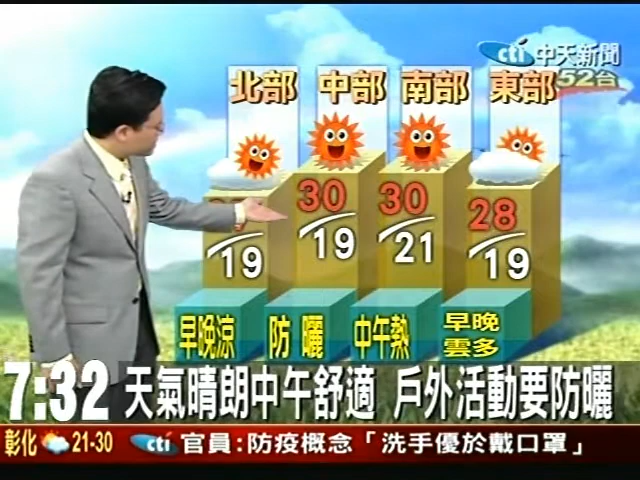 cti 中天新聞
52台
北部 中部 南部 東部
30 30 28
19 19 21 19
早晚涼 防曬 中午熱 早晚雲多
7:32 天氣晴朗中午舒適 戶外活動要防曬
彰化 21-30 cti 官員:防疫概念「洗手優於戴口罩」